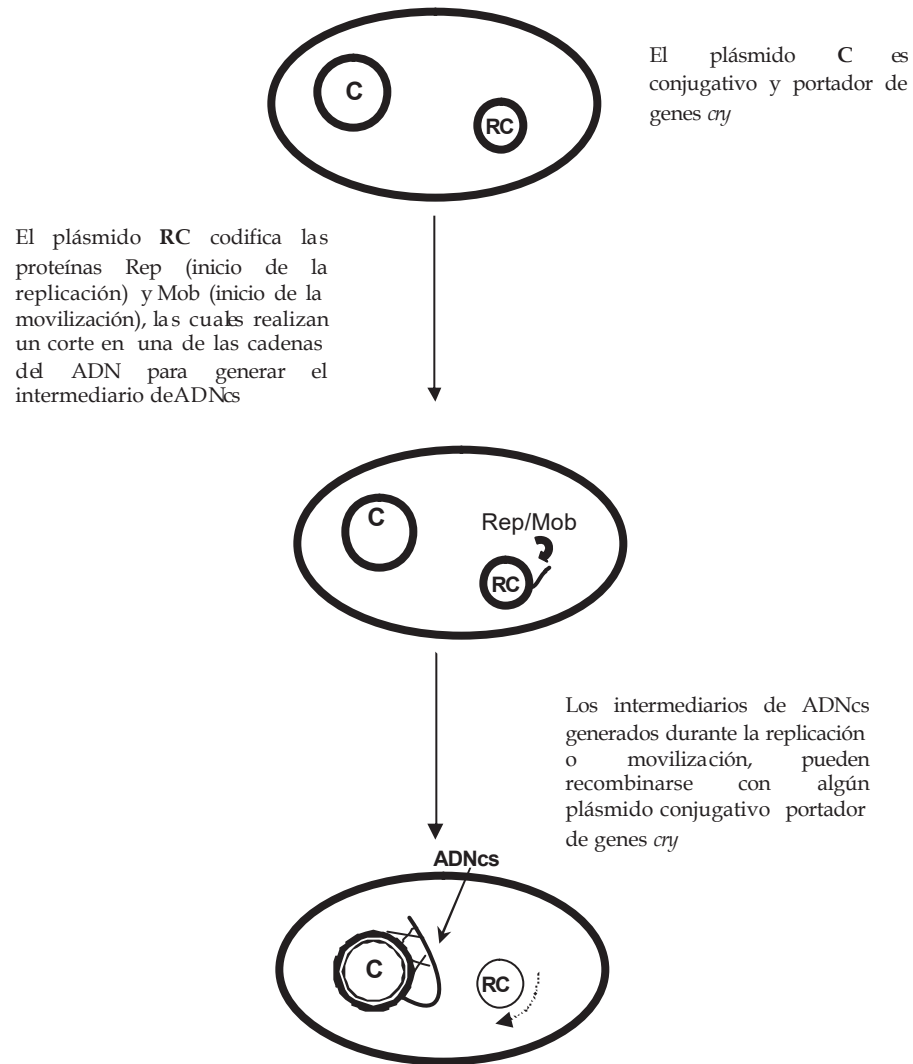 El plásmido C es
conjugativo y portador de
genes cry
C
RC
El plásmido RC codifica las
proteínas Rep (inicio de la
replicación) y Mob (inicio de la
movilización), las cuales realizan
un corte en una de las cadenas
del ADN para generar el
intermediario de ADNcs
C
Rep/Mob
RC
Los intermediarios de ADNcs
generados durante la replicación
o movilización, pueden
recombinarse con algún
plásmido conjugativo portador
de genes cry
ADNcs
C
RC